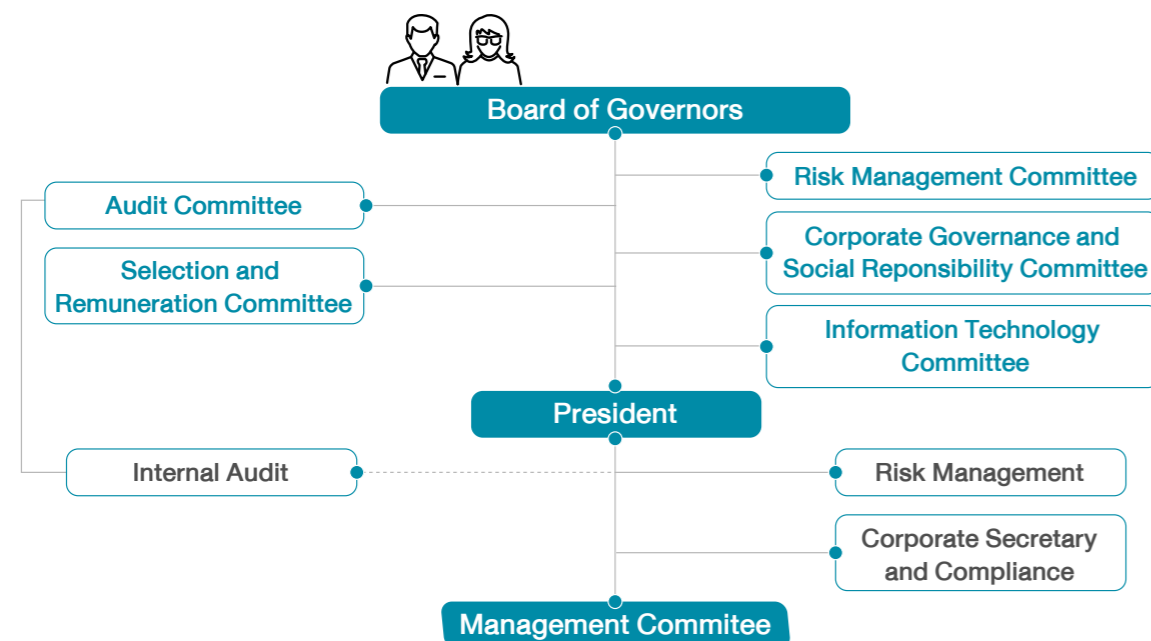 Board of Governors
Risk Management Committee
Audit Committee
Corporate Governance and
Social Reponsibility Committee
Selection and
Remuneration Committee
Information Technology
Committee
President
Internal Audit
Risk Management
Corporate Secretary
and Compliance
Management Commitee